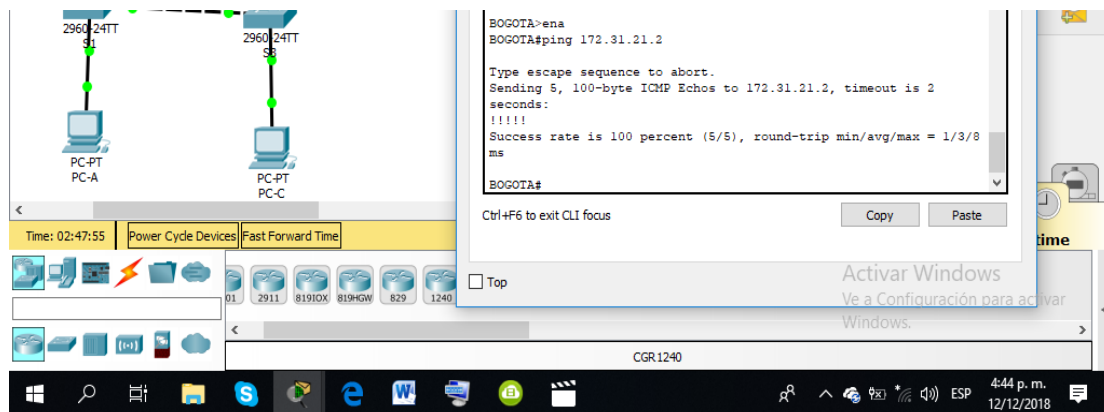 2960-24TT
S1
2960-24TT
S3
PC-PT
PC-A
PC-PT
PC-C
BOGOTA>ena
BOGOTA#ping 172.31.21.2
Type escape sequence to abort.
Sending 5, 100-byte ICMP Echos to 172.31.21.2, timeout is 2
seconds:
!!!!!
Success rate is 100 percent (5/5), round-trip min/avg/max = 1/3/8
ms
BOGOTA#
Ctrl+F6 to exit CLI focus
Copy
Paste
Top
Time: 02:47:55
Power Cycle Devices
Fast Forward Time
time
01
2911
819IOX
819HGW
829
1240
CGR1240
Activar Windows
Ve a Configuración para activar
Windows.
ESP
4:44 p. m.
12/12/2018